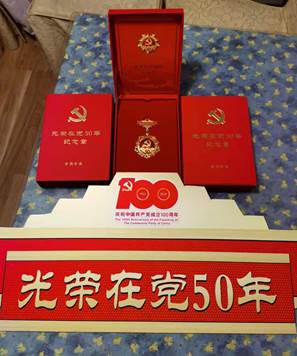 光荣在党50年
纪念章
光荣在党50年
纪念章
100
1921
2021
庆祝中国共产党成立100周年
The 100th Anniversary of the Founding of
The Communist Party of China
光荣在党50年